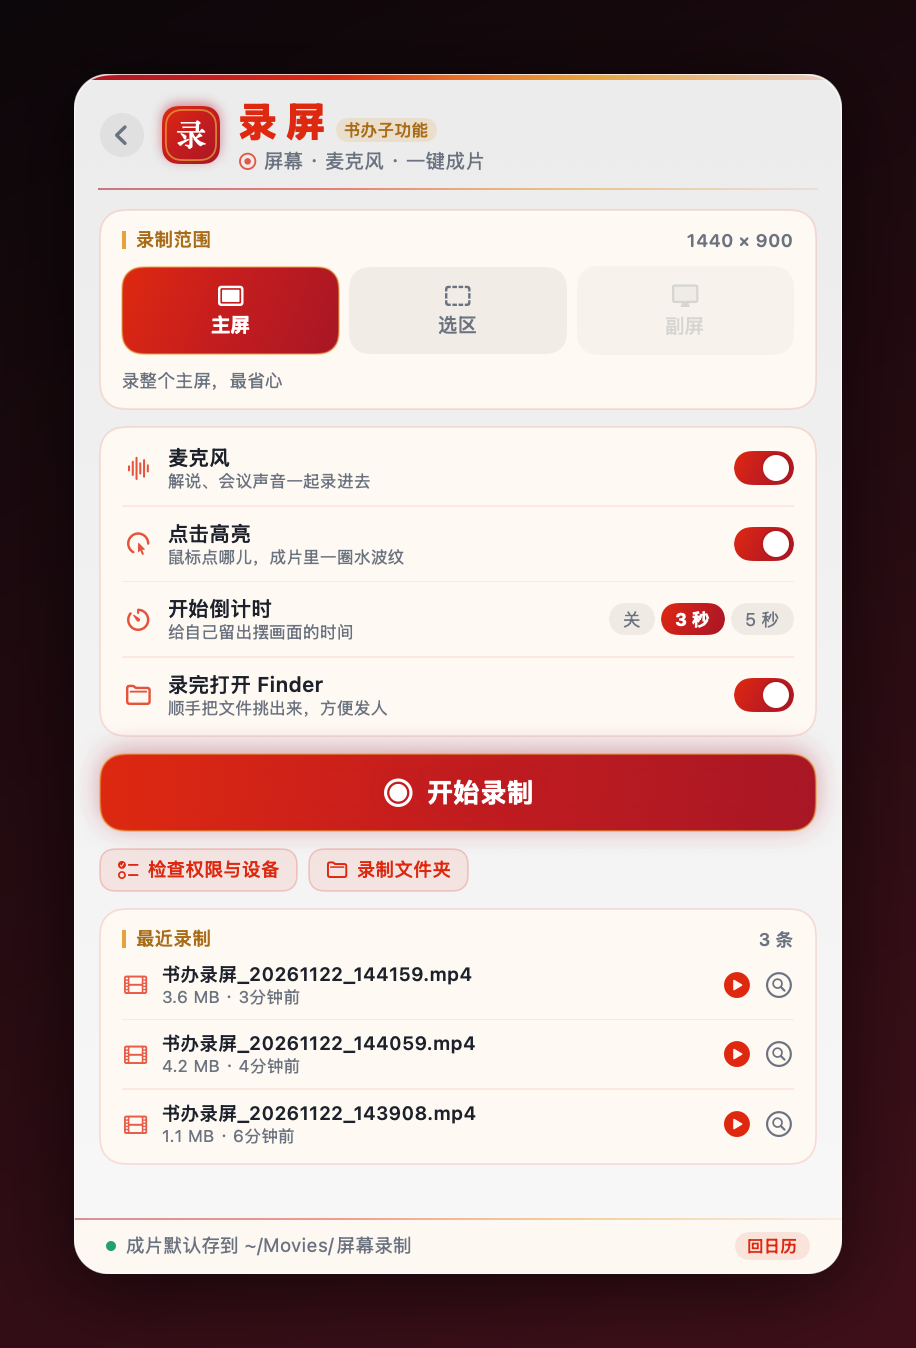 录
录屏 书办子功能
屏幕 · 麦克风 · 一键成片
录制范围 1440 × 900
主屏 选区 副屏
录整个主屏，最省心
麦克风
解说、会议声音一起录进去
点击高亮
鼠标点哪儿，成片里一圈水波纹
开始倒计时
给自己留出摆画面的时间
关 3 秒 5 秒
录完打开 Finder
顺手把文件挑出来，方便发人
开始录制
检查权限与设备 录制文件夹
最近录制 3 条
书办录屏_20261122_144159.mp4
3.6 MB · 3分钟前
书办录屏_20261122_144059.mp4
4.2 MB · 4分钟前
书办录屏_20261122_143908.mp4
1.1 MB · 6分钟前
成片默认存到 ~/Movies/屏幕录制 回日历